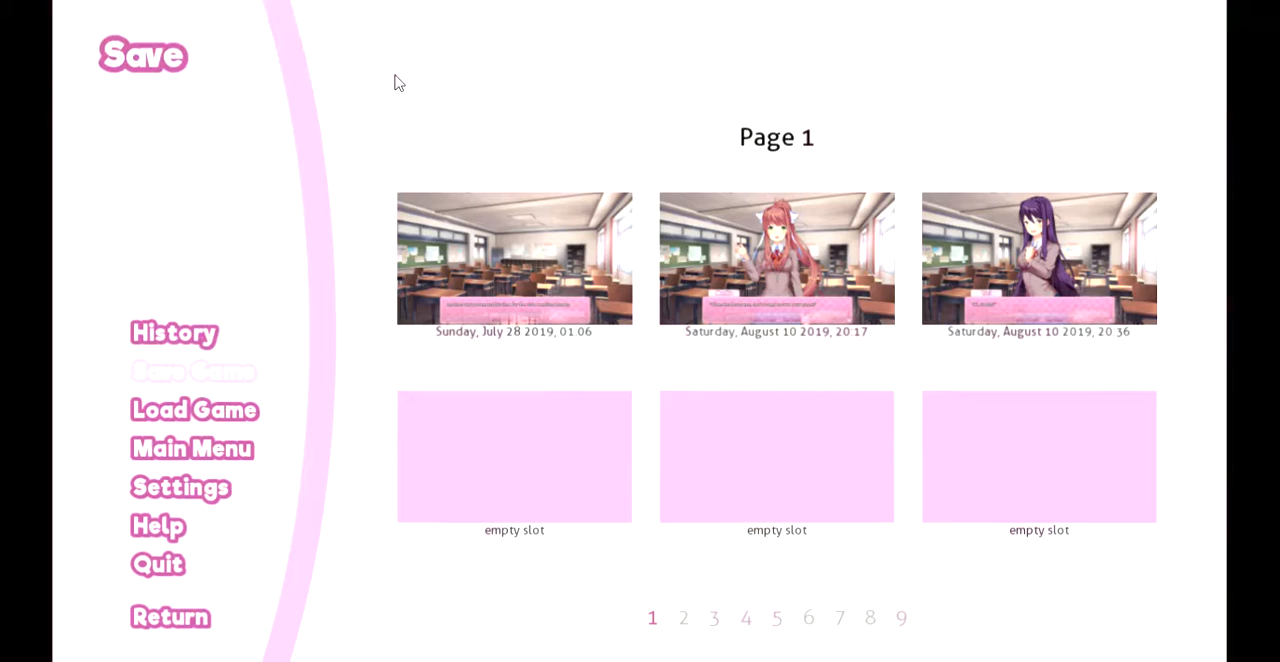 Save
Page 1
Sunday, July 28 2019, 01 06
Saturday, August 10 2019, 20:17
Saturday, August 10 2019, 20 36
History
Save Game
Load Game
Main Menu
Settings
Help
Quit
Return
empty slot
empty slot
empty slot
1 2 3 4 5 6 7 8 9